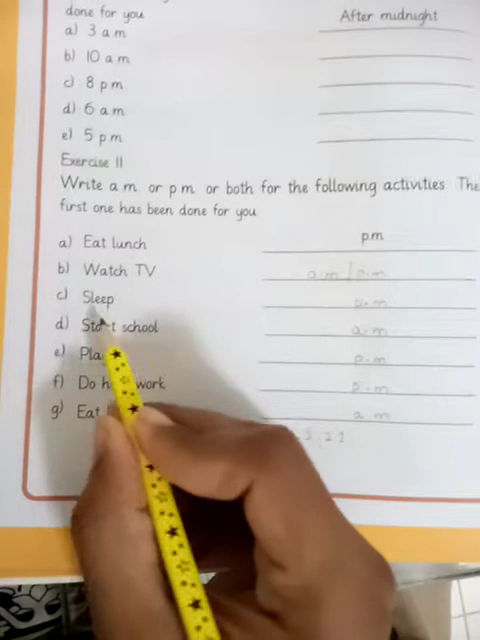 done for you
After midnight
a) 3 a m
b) 10 a m
c) 8 p m
d) 6 a m
e) 5 p m
Exercise 11
Write a m or p m or both for the following activities The
first one has been done for you
a) Eat lunch p.m
b) Watch TV a.m / p.m
c) Sleep p.m
d) Start school a.m
e) Pla p.m
f) Do h work p.m
g) Eat a m